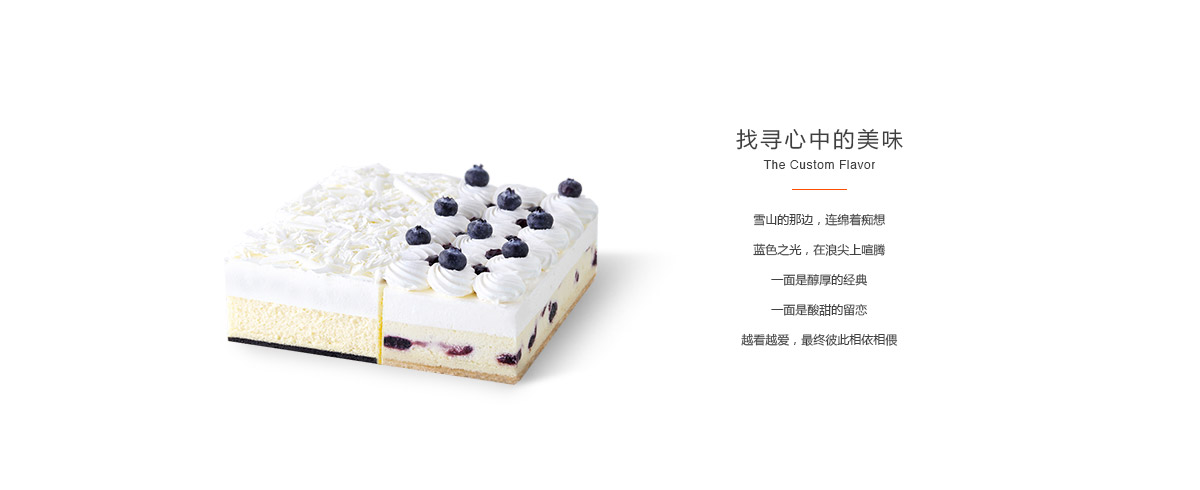 找寻心中的美味
The Custom Flavor
雪山的那边，连绵着痴想
蓝色之光，在浪尖上喧腾
一面是醇厚的经典
一面是酸甜的留恋
越看越爱，最终彼此相依相偎